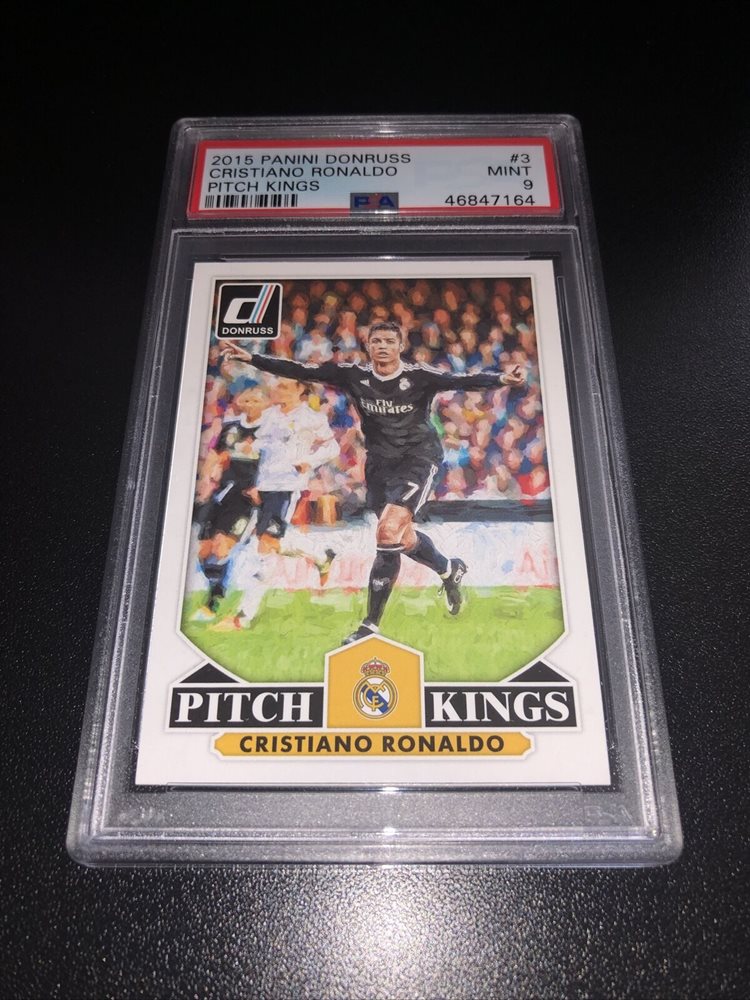 2015 PANINI DONRUSS #3
CRISTIANO RONALDO MINT
PITCH KINGS 9
PSA 46847164
DONRUSS
Fly
Emirates
7
PITCH KINGS
CRISTIANO RONALDO